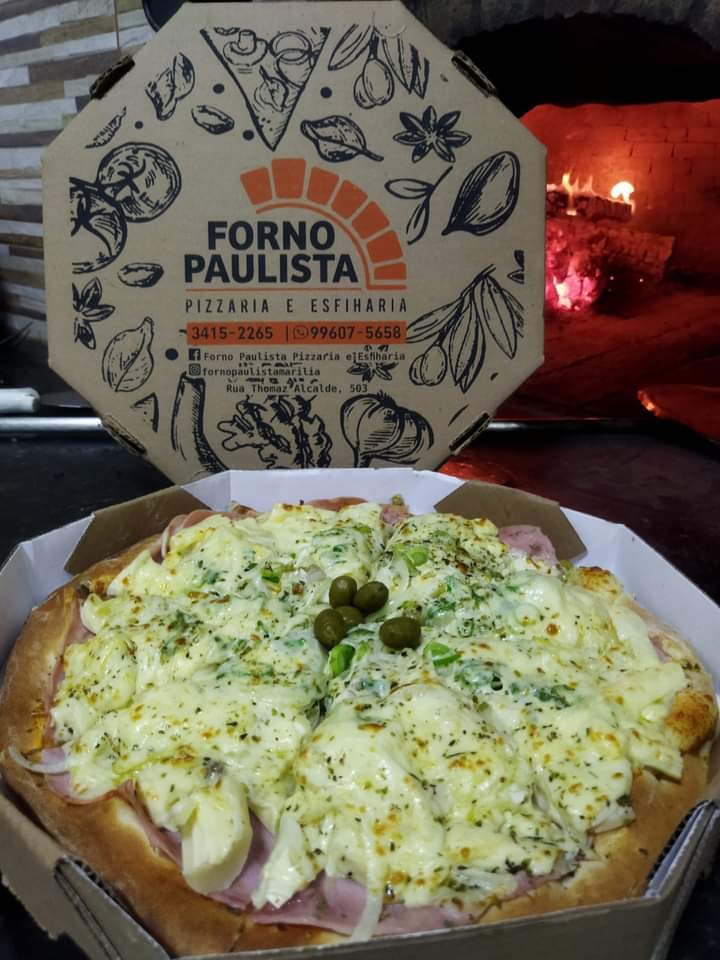 FORNO
PAULISTA
PIZZARIA E ESFIHARIA
3415-2265 | 99607-5658
Forno Paulista Pizzaria e Esfiharia
fornopaulistamarilia
Rua Thomaz Alcalde, 503